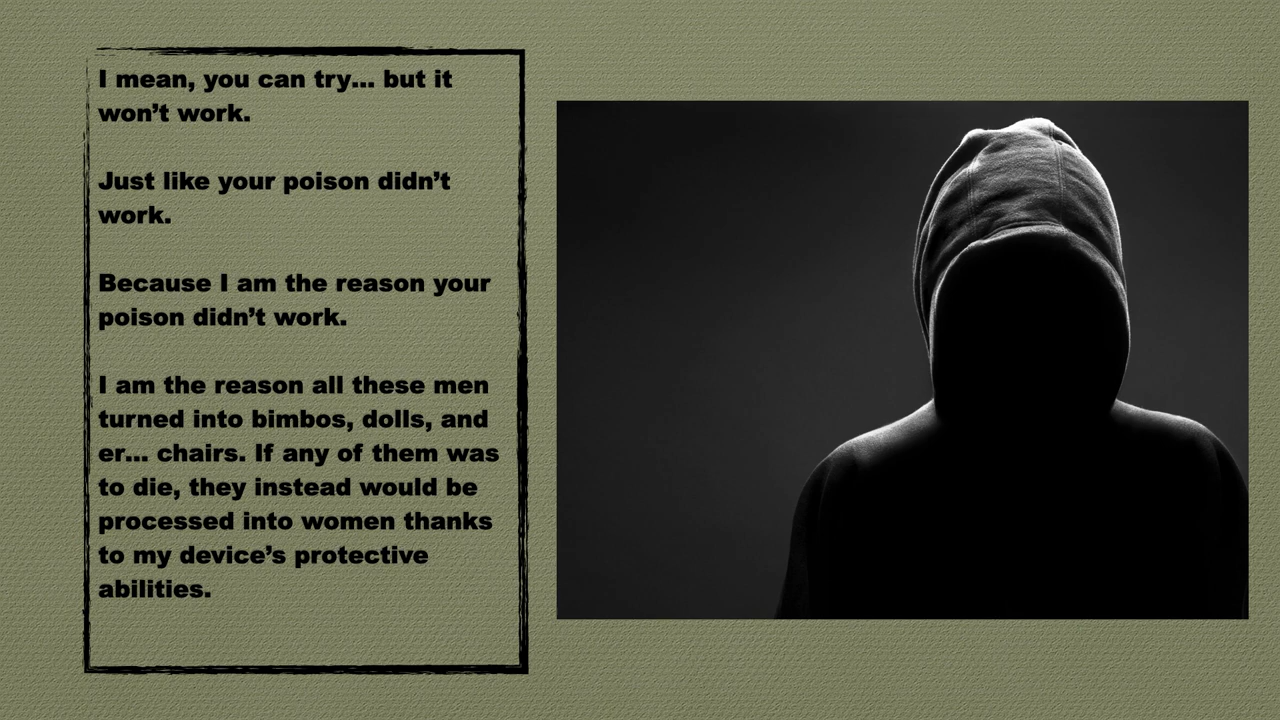 I mean, you can try… but it
won’t work.
Just like your poison didn’t
work.
Because I am the reason your
poison didn’t work.
I am the reason all these men
turned into bimbos, dolls, and
er… chairs. If any of them was
to die, they instead would be
processed into women thanks
to my device’s protective
abilities.